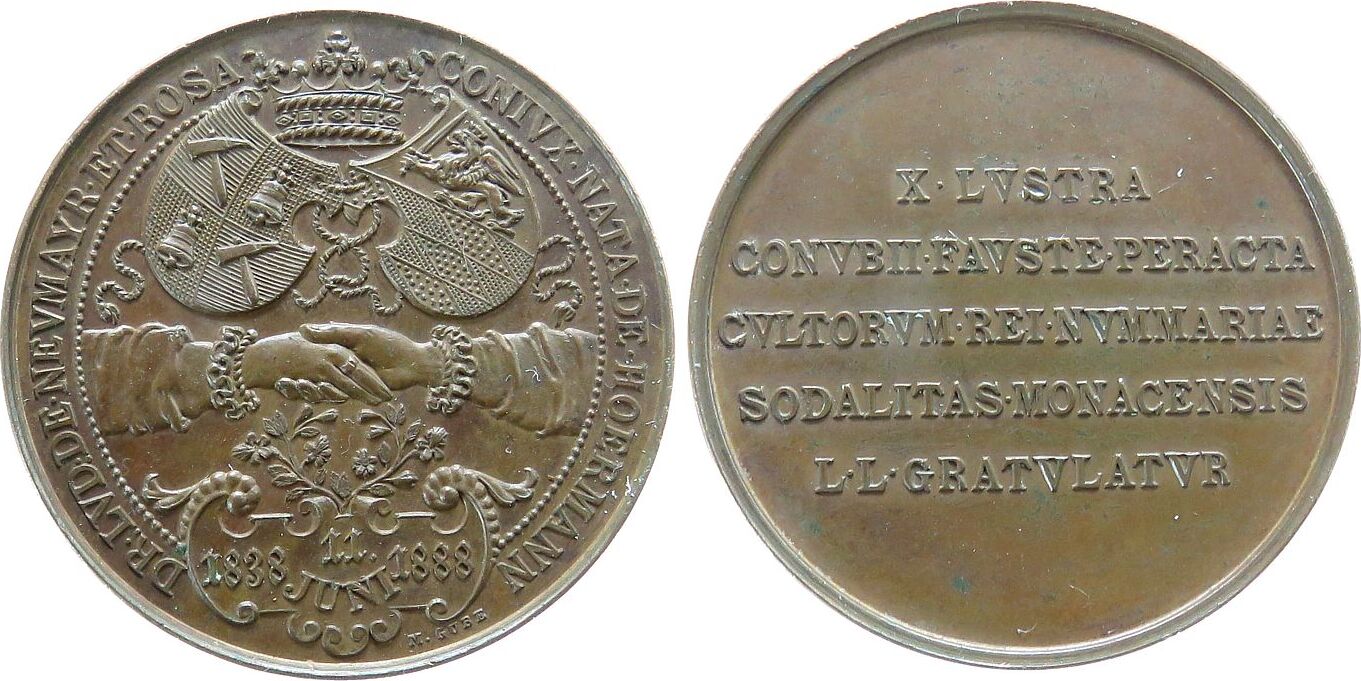 DR·LVD·DE·NEVMAYR·ET·ROSA CONIVX·NATA·DE·HOERMANN
1838 11. 1888
JUNI
M. GUBE
X·LVSTRA
CONVBII·FAVSTE·PERACTA
CVLTORVM·REI·NVMMARIAE
SODALITAS·MONACENSIS
L·L·GRATVLATVR